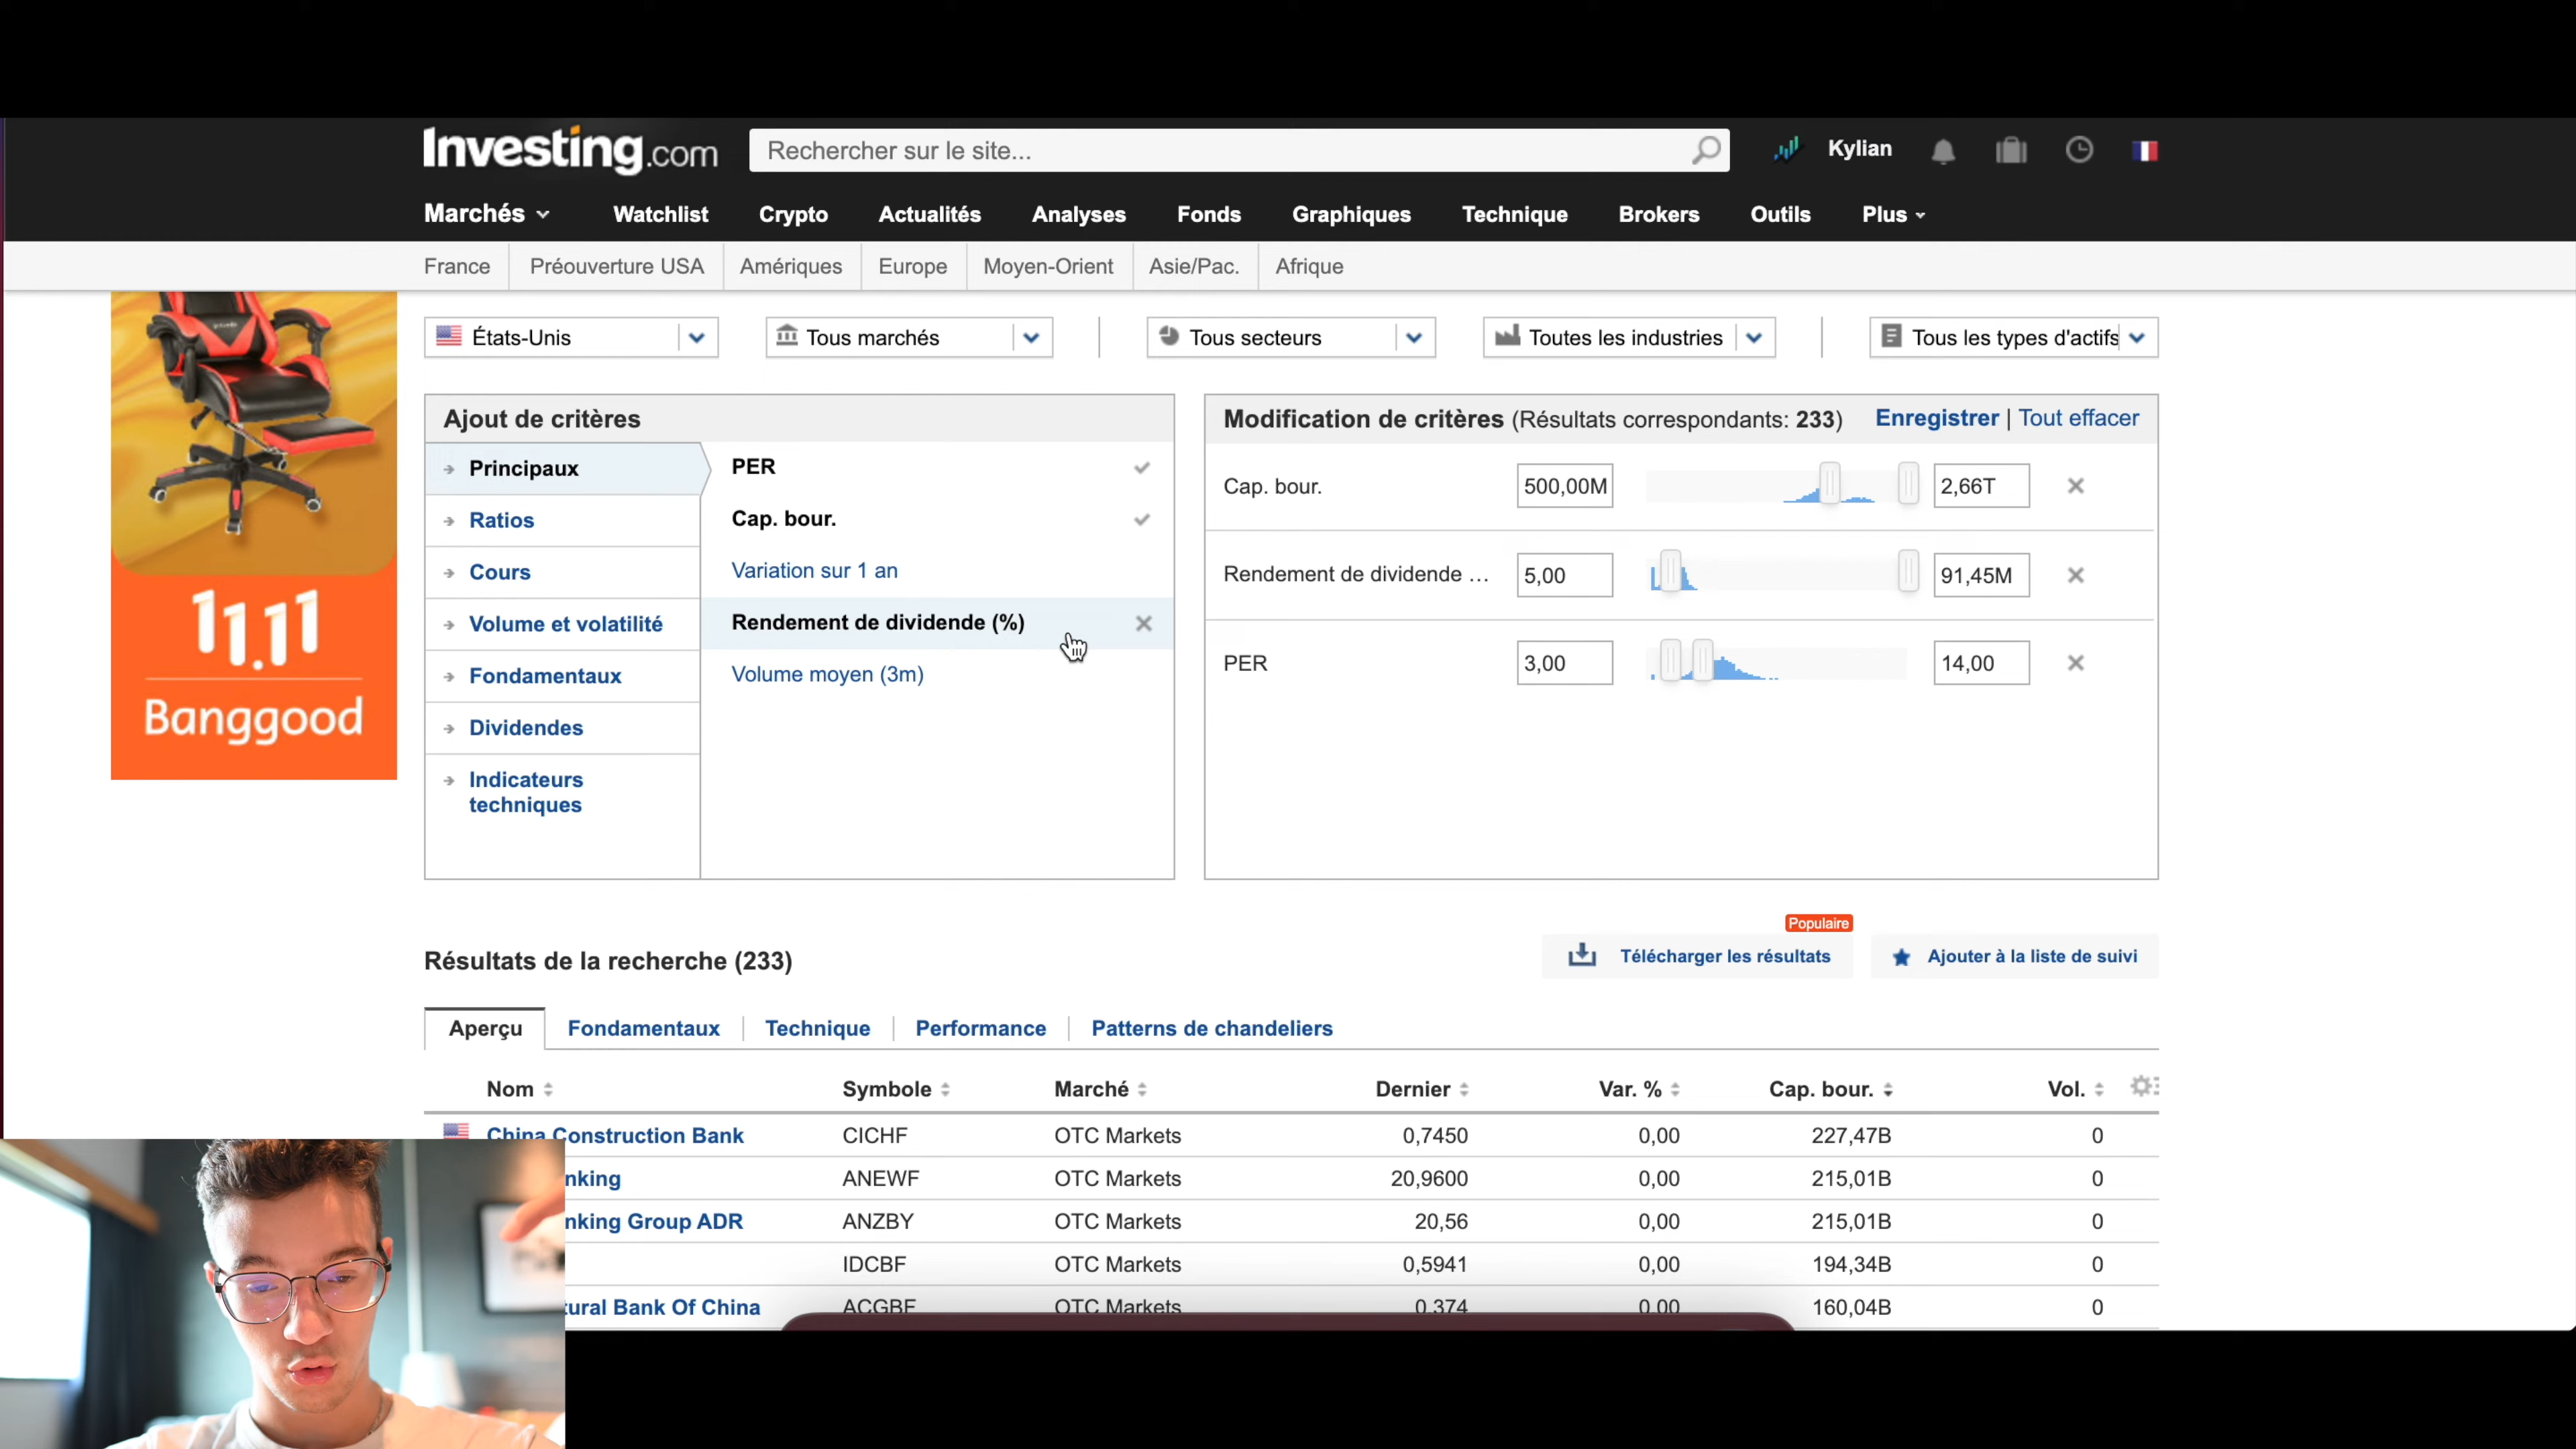 Investing.com
Rechercher sur le site...
Kylian
Marchés Watchlist Crypto Actualités Analyses Fonds Graphiques Technique Brokers Outils Plus
France Préouverture USA Amériques Europe Moyen-Orient Asie/Pac. Afrique
États-Unis Tous marchés Tous secteurs Toutes les industries Tous les types d'actifs
Ajout de critères
Principaux
Ratios
Cours
Volume et volatilité
Fondamentaux
Dividendes
Indicateurs
techniques
PER
Cap. bour.
Variation sur 1 an
Rendement de dividende (%)
Volume moyen (3m)
Modification de critères (Résultats correspondants: 233) Enregistrer | Tout effacer
Cap. bour. 500,00M 2,66T
Rendement de dividende ... 5,00 91,45M
PER 3,00 14,00
11.11
Banggood
Populaire
Résultats de la recherche (233) Télécharger les résultats Ajouter à la liste de suivi
Aperçu Fondamentaux Technique Performance Patterns de chandeliers
Nom Symbole Marché Dernier Var. % Cap. bour. Vol.
China Construction Bank CICHF OTC Markets 0,7450 0,00 227,47B 0
nking ANEWF OTC Markets 20,9600 0,00 215,01B 0
nking Group ADR ANZBY OTC Markets 20,56 0,00 215,01B 0
IDCBF OTC Markets 0,5941 0,00 194,34B 0
tural Bank Of China ACGBF OTC Markets 0,374 0,00 160,04B 0